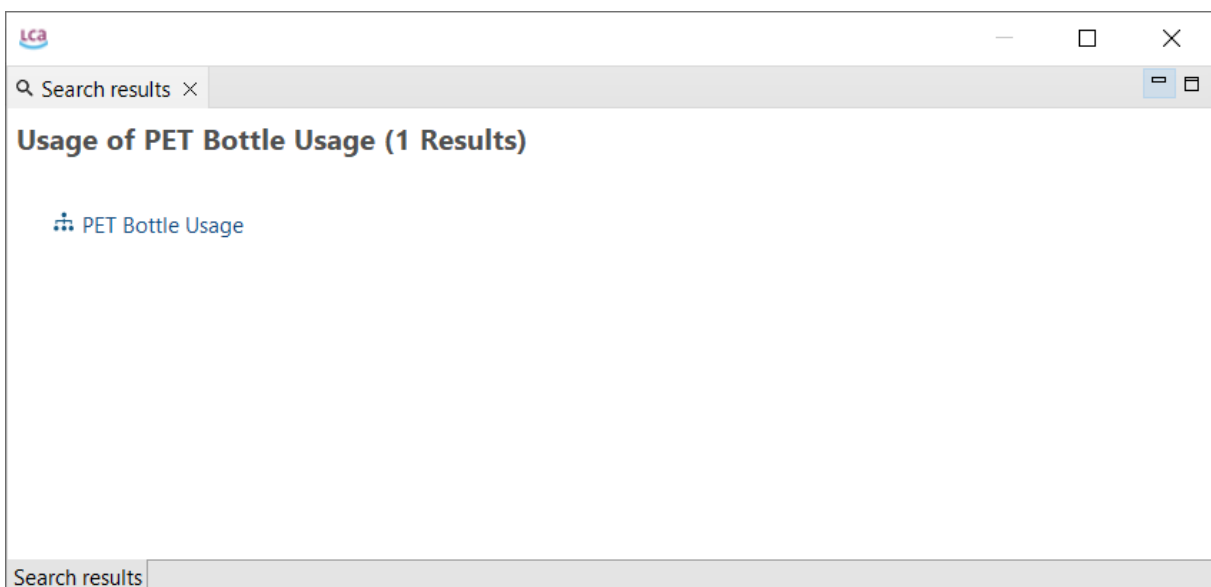 LCA
Search results
Usage of PET Bottle Usage (1 Results)
PET Bottle Usage
Search results